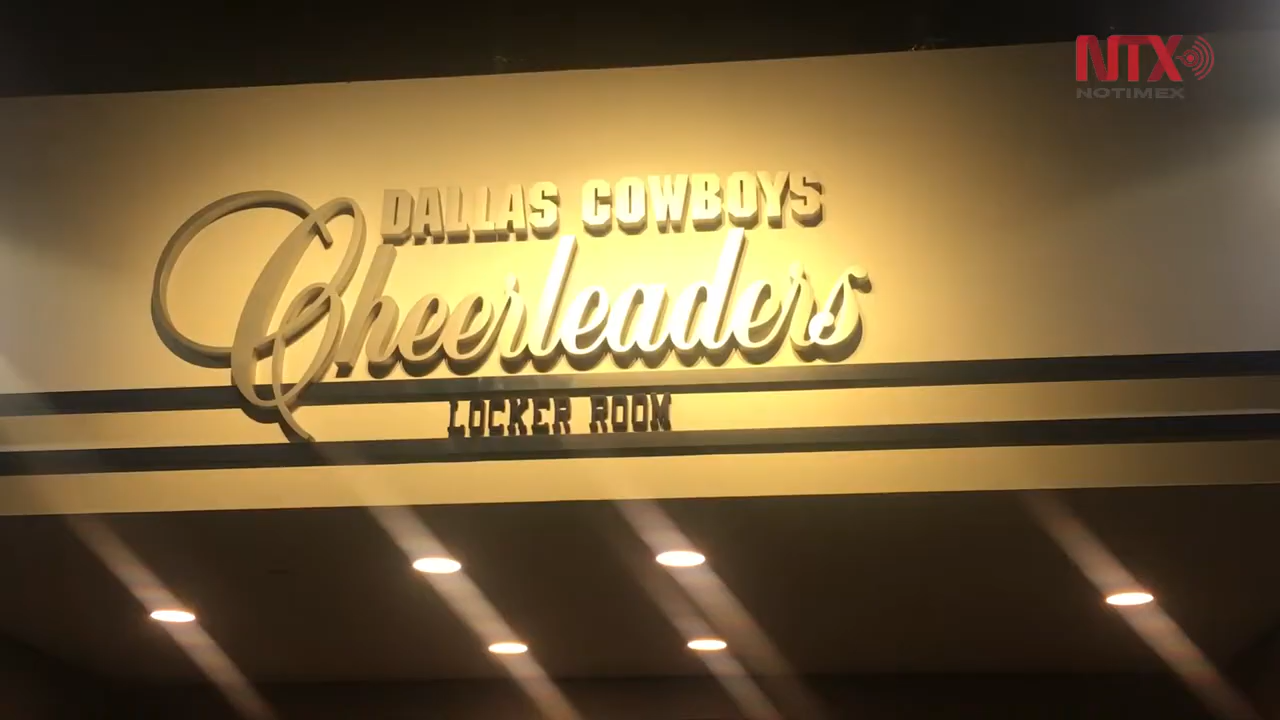 NTX
NOTIMEX
DALLAS COWBOYS
Cheerleaders
LOCKER ROOM